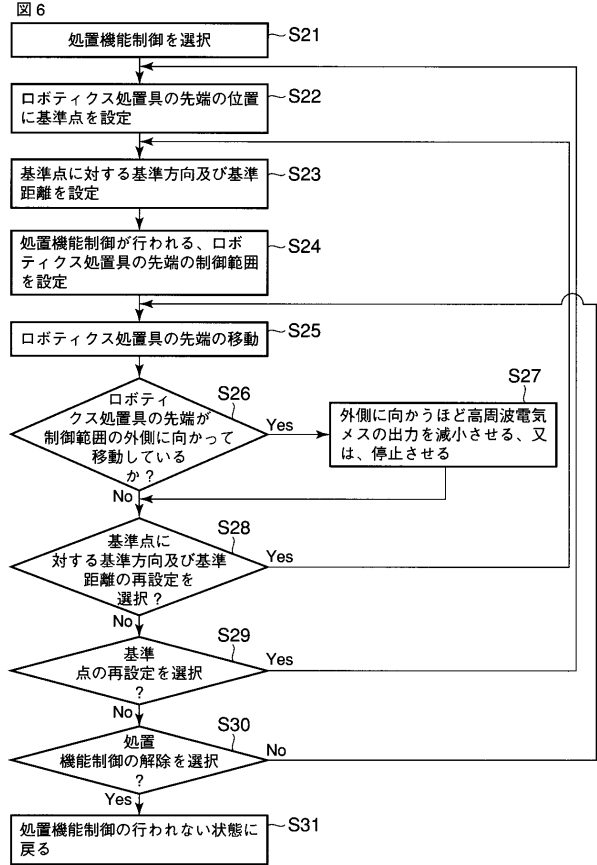 図6
処置機能制御を選択
S21
ロボティクス処置具の先端の位置
に基準点を設定
S22
基準点に対する基準方向及び基準
距離を設定
S23
処置機能制御が行われる、ロボ
ティクス処置具の先端の制御範囲
を設定
S24
ロボティクス処置具の先端の移動
S25
ロボティ
クス処置具の先端が
制御範囲の外側に向かって
移動している
か?
S26
Yes
No
外側に向かうほど高周波電気
メスの出力を減小させる、又
は、停止させる
S27
基準点に
対する基準方向及び基準
距離の再設定を
選択?
S28
Yes
No
基準
点の再設定を選択
?
S29
Yes
No
処置
機能制御の解除を選択
?
S30
No
Yes
処置機能制御の行われない状態に
戻る
S31